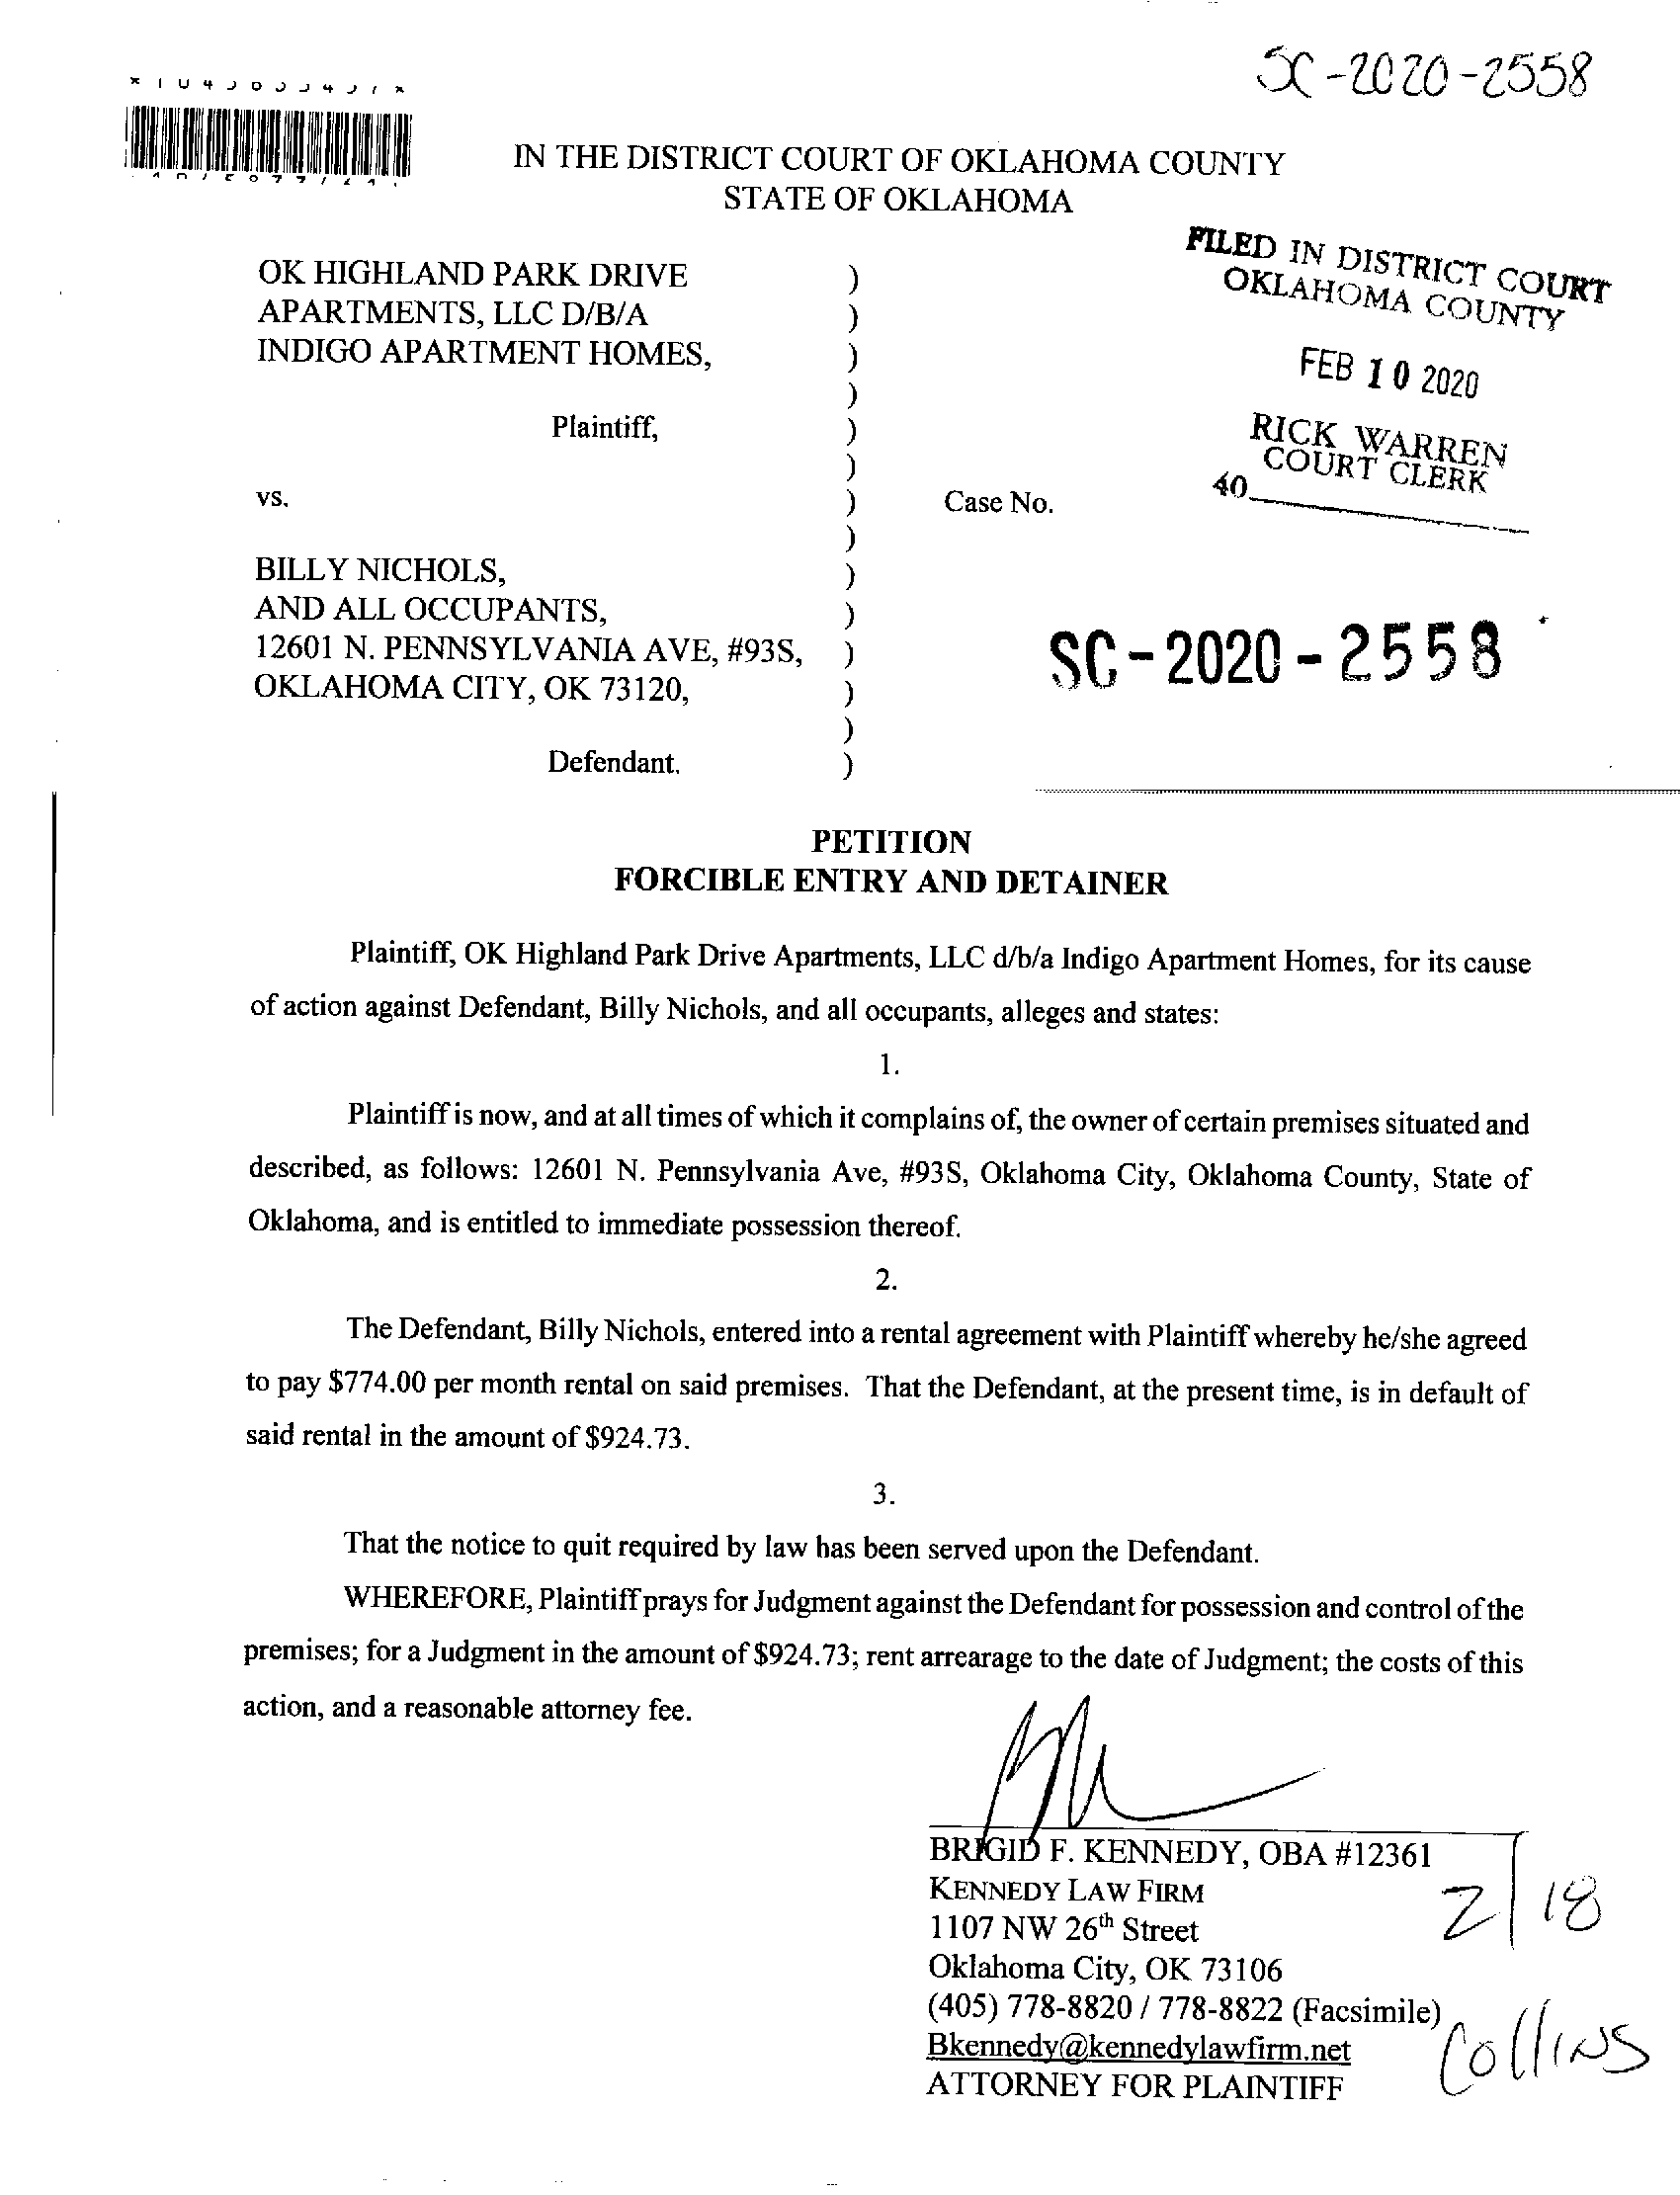 SC-2020-2558
IN THE DISTRICT COURT OF OKLAHOMA COUNTY
STATE OF OKLAHOMA
FILED IN DISTRICT COURT
OKLAHOMA COUNTY
FEB 10 2020
RICK WARREN
COURT CLERK
40
OK HIGHLAND PARK DRIVE )
APARTMENTS, LLC D/B/A )
INDIGO APARTMENT HOMES, )
)
Plaintiff, )
)
vs. ) Case No.
)
BILLY NICHOLS, )
AND ALL OCCUPANTS, )
12601 N. PENNSYLVANIA AVE, #93S, ) SC-2020-2558
OKLAHOMA CITY, OK 73120, )
)
Defendant. )
PETITION
FORCIBLE ENTRY AND DETAINER
Plaintiff, OK Highland Park Drive Apartments, LLC d/b/a Indigo Apartment Homes, for its cause
of action against Defendant, Billy Nichols, and all occupants, alleges and states:
1.
Plaintiff is now, and at all times of which it complains of, the owner of certain premises situated and
described, as follows: 12601 N. Pennsylvania Ave, #93S, Oklahoma City, Oklahoma County, State of
Oklahoma, and is entitled to immediate possession thereof.
2.
The Defendant, Billy Nichols, entered into a rental agreement with Plaintiff whereby he/she agreed
to pay $774.00 per month rental on said premises. That the Defendant, at the present time, is in default of
said rental in the amount of $924.73.
3.
That the notice to quit required by law has been served upon the Defendant.
WHEREFORE, Plaintiff prays for Judgment against the Defendant for possession and control of the
premises; for a Judgment in the amount of $924.73; rent arrearage to the date of Judgment; the costs of this
action, and a reasonable attorney fee.
BRIGID F. KENNEDY, OBA #12361
KENNEDY LAW FIRM
1107 NW 26th Street
2/18
Oklahoma City, OK 73106
(405) 778-8820 / 778-8822 (Facsimile)
Bkennedy@kennedylawfirm.net
Collins
ATTORNEY FOR PLAINTIFF